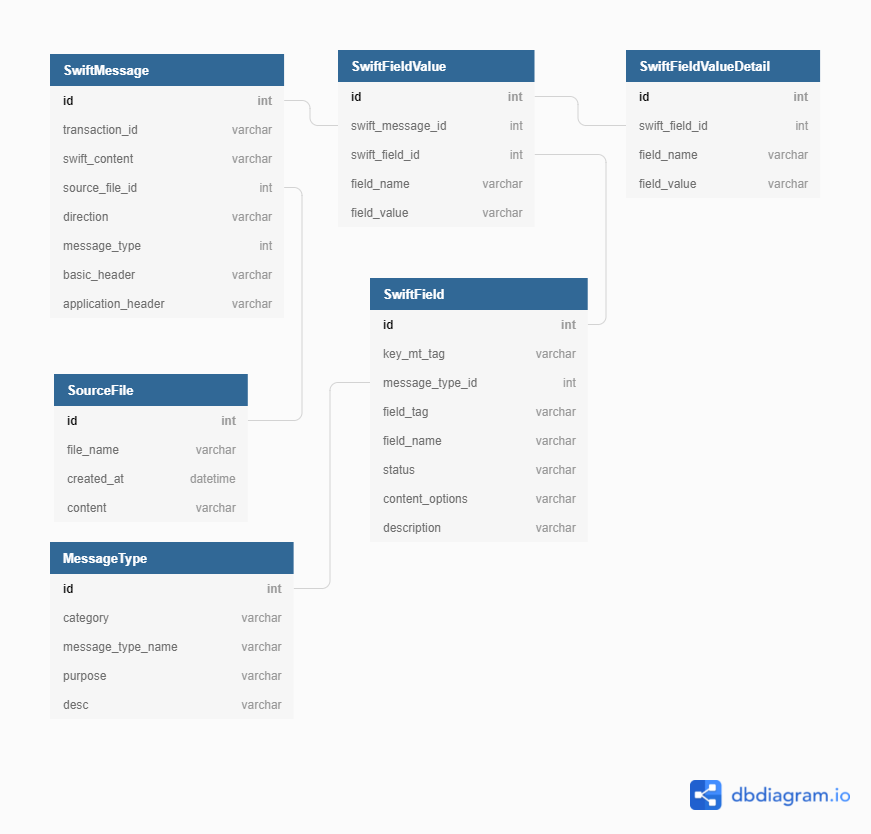 SwiftMessage
id int
transaction_id varchar
swift_content varchar
source_file_id int
direction varchar
message_type int
basic_header varchar
application_header varchar
SwiftFieldValue
id int
swift_message_id int
swift_field_id int
field_name varchar
field_value varchar
SwiftFieldValueDetail
id int
swift_field_id int
field_name varchar
field_value varchar
SwiftField
id int
key_mt_tag varchar
message_type_id int
field_tag varchar
field_name varchar
status varchar
content_options varchar
description varchar
SourceFile
id int
file_name varchar
created_at datetime
content varchar
MessageType
id int
category varchar
message_type_name varchar
purpose varchar
desc varchar
dbdiagram.io